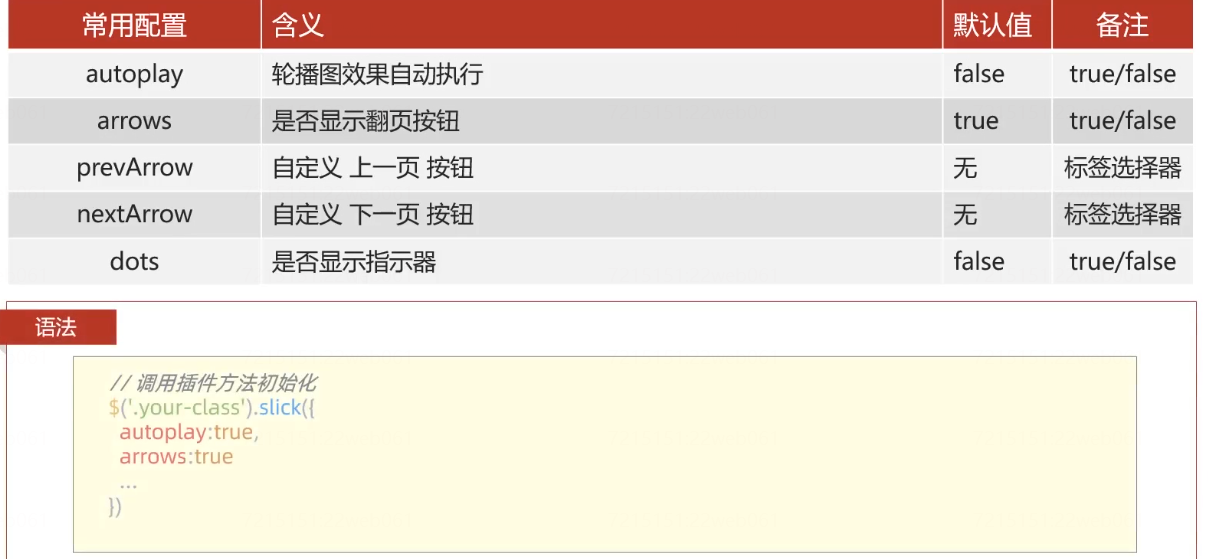 常用配置 含义 默认值 备注
autoplay 轮播图效果自动执行 false true/false
arrows 是否显示翻页按钮 true true/false
prevArrow 自定义 上一页 按钮 无 标签选择器
nextArrow 自定义 下一页 按钮 无 标签选择器
dots 是否显示指示器 false true/false
语法
// 调用插件方法初始化
$('.your-class').slick({
autoplay:true,
arrows:true
...
})